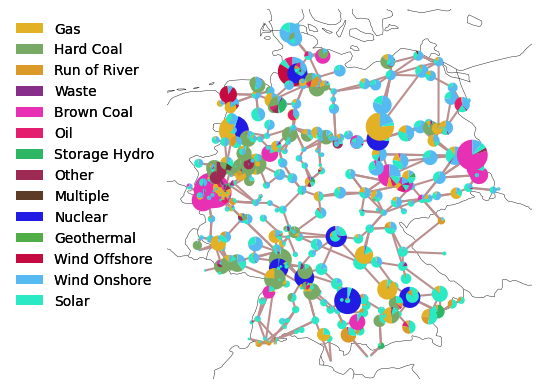 Gas
Hard Coal
Run of River
Waste
Brown Coal
Oil
Storage Hydro
Other
Multiple
Nuclear
Geothermal
Wind Offshore
Wind Onshore
Solar